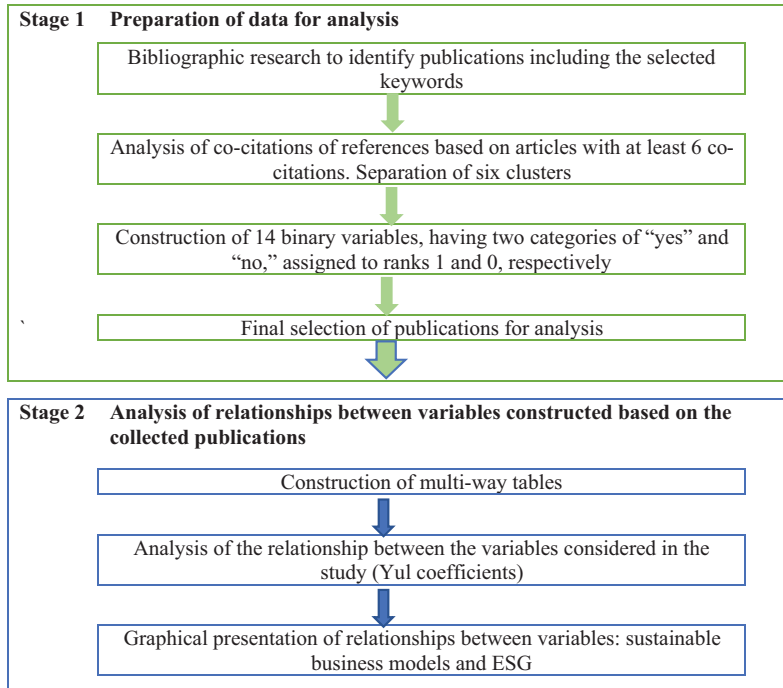 Stage 1 Preparation of data for analysis
Bibliographic research to identify publications including the selected
keywords
Analysis of co-citations of references based on articles with at least 6 co-
citations. Separation of six clusters
Construction of 14 binary variables, having two categories of “yes” and
“no,” assigned to ranks 1 and 0, respectively
`
Final selection of publications for analysis
Stage 2 Analysis of relationships between variables constructed based on the
collected publications
Construction of multi-way tables
Analysis of the relationship between the variables considered in the
study (Yul coefficients)
Graphical presentation of relationships between variables: sustainable
business models and ESG